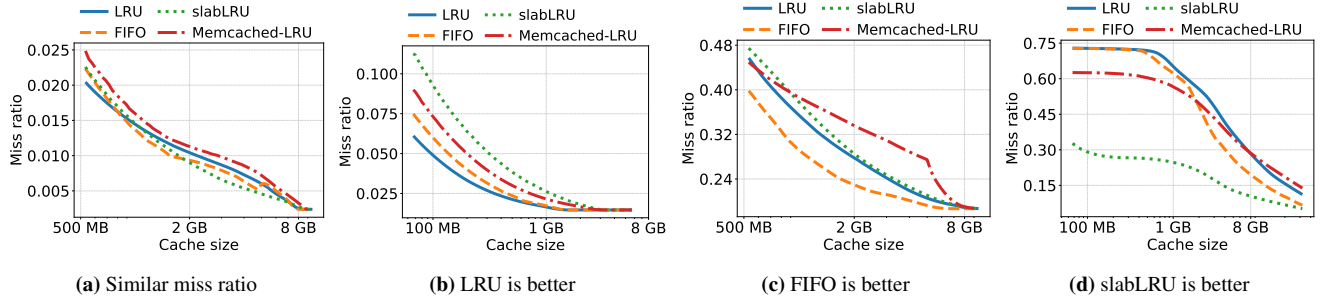 LRU
slabLRU
FIFO
Memcached-LRU
0.025
0.020
0.015
0.010
0.005
Miss ratio
500 MB
2 GB
8 GB
Cache size
(a) Similar miss ratio
LRU
slabLRU
FIFO
Memcached-LRU
0.100
0.075
0.050
0.025
Miss ratio
100 MB
1 GB
8 GB
Cache size
(b) LRU is better
LRU
slabLRU
FIFO
Memcached-LRU
0.48
0.40
0.32
0.24
Miss ratio
500 MB
2 GB
8 GB
Cache size
(c) FIFO is better
LRU
slabLRU
FIFO
Memcached-LRU
0.75
0.60
0.45
0.30
0.15
Miss ratio
100 MB
1 GB
8 GB
Cache size
(d) slabLRU is better